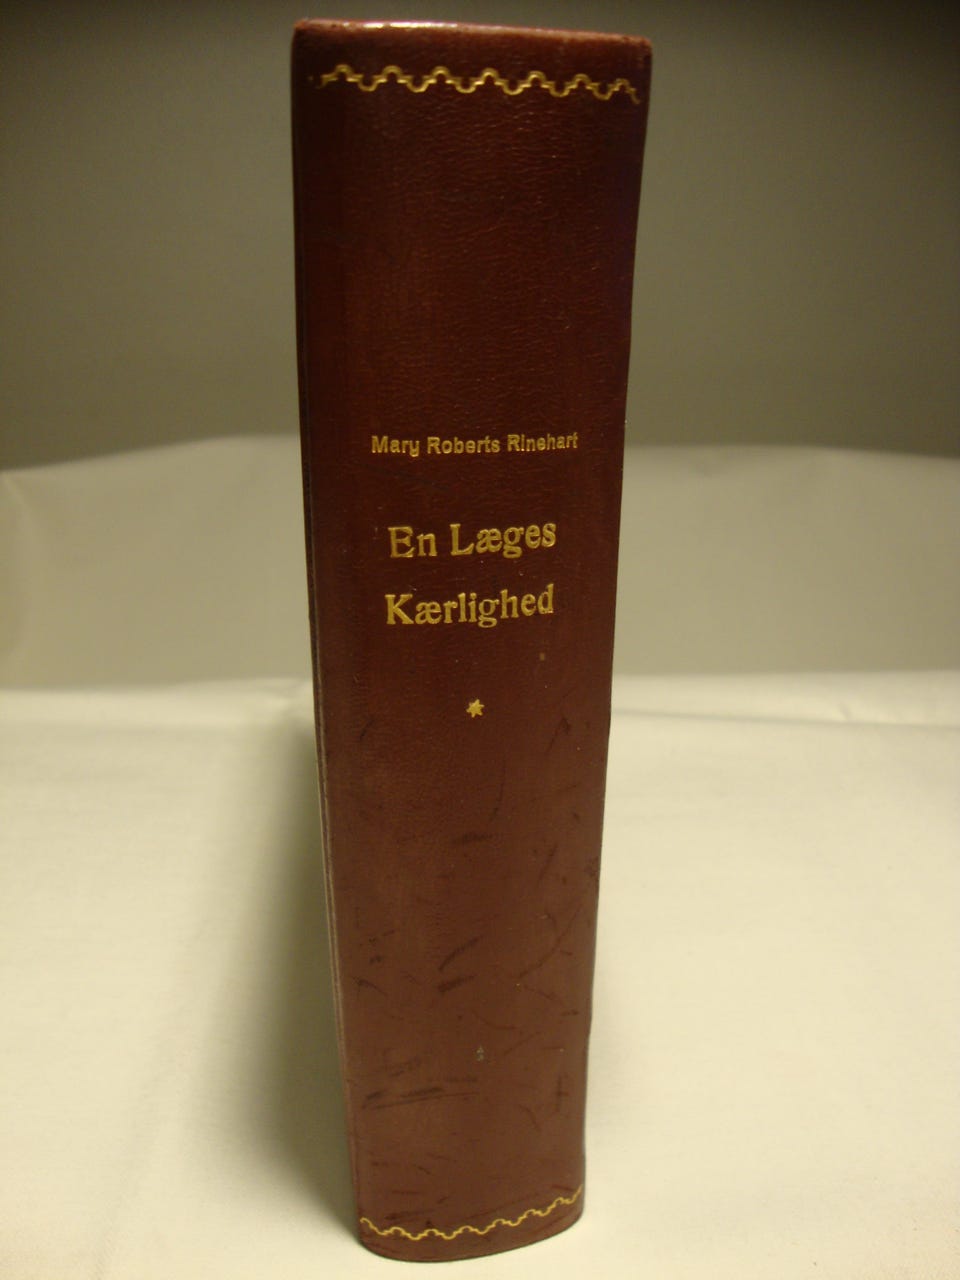 Mary Roberts Rinehart
En Læges
Kærlighed